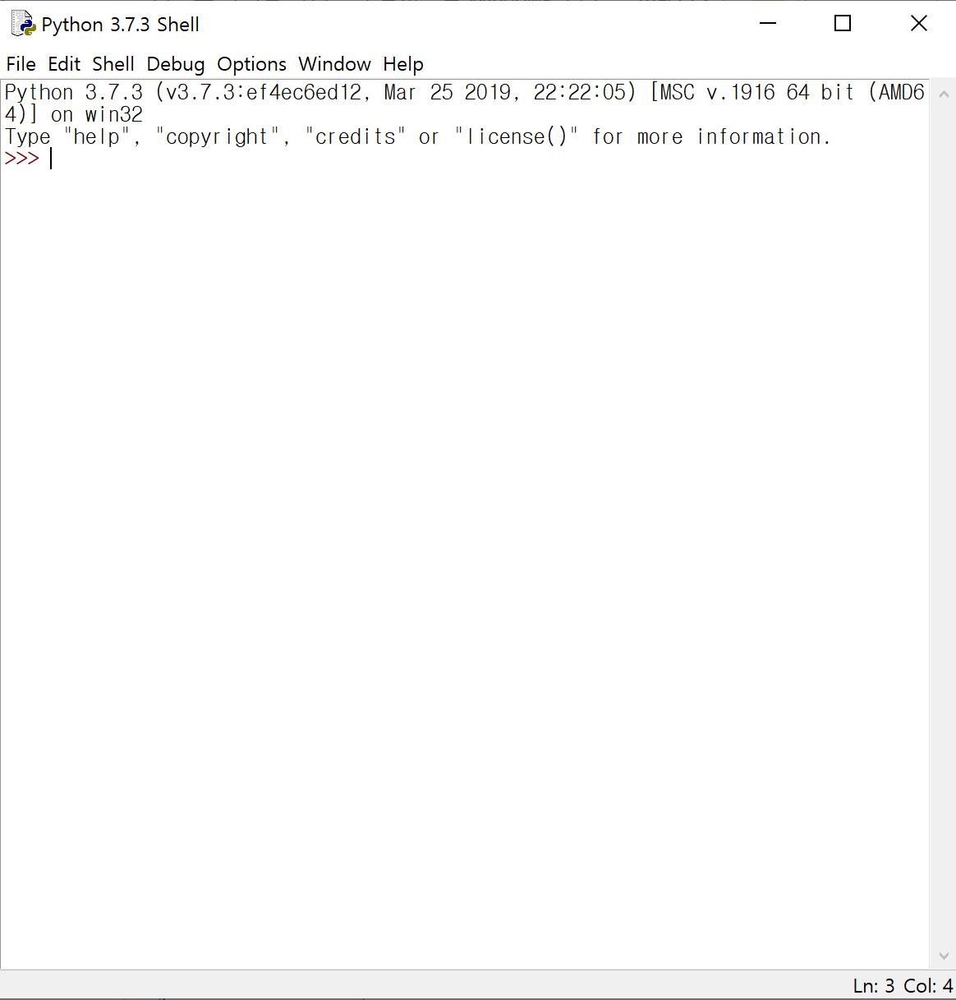 Python 3.7.3 Shell
File Edit Shell Debug Options Window Help
Python 3.7.3 (v3.7.3:ef4ec6ed12, Mar 25 2019, 22:22:05) [MSC v.1916 64 bit (AMD6
4)] on win32
Type "help", "copyright", "credits" or "license()" for more information.
>>>
Ln: 3 Col: 4